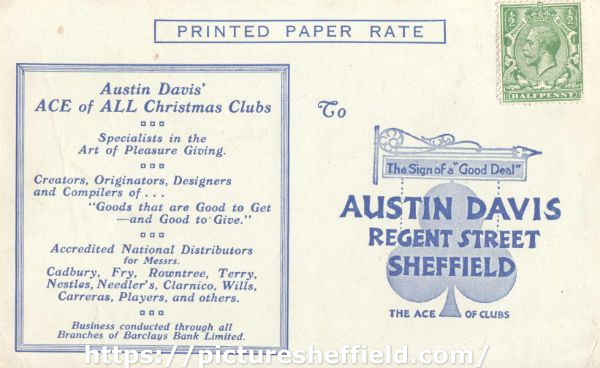 PRINTED PAPER RATE
Austin Davis'
ACE of ALL Christmas Clubs
Specialists in the
Art of Pleasure Giving.
Creators, Originators, Designers
and Compilers of . . .
"Goods that are Good to Get
—and Good to Give."
Accredited National Distributors
for Messrs.
Cadbury, Fry, Rowntree, Terry,
Nestles, Needler's, Clarnico, Wills,
Carreras, Players, and others.
Business conducted through all
Branches of Barclays Bank Limited.
To
The Sign of a "Good Deal"
AUSTIN DAVIS
REGENT STREET
SHEFFIELD
THE ACE OF CLUBS
½ ½
HALFPENNY
https://picturesheffield.com/